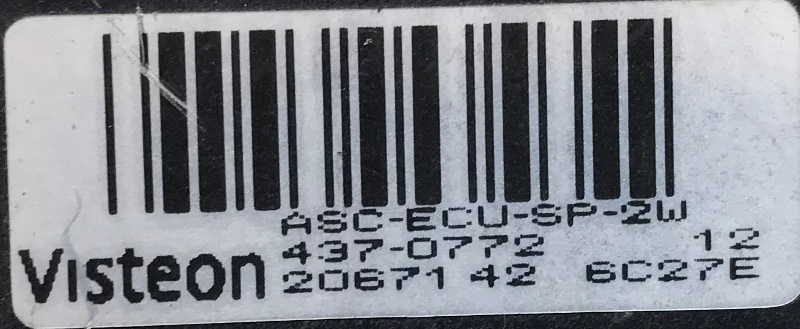 ASC-ECU-SP-2W
437-0772 12
Visteon 20671 42 6C27E